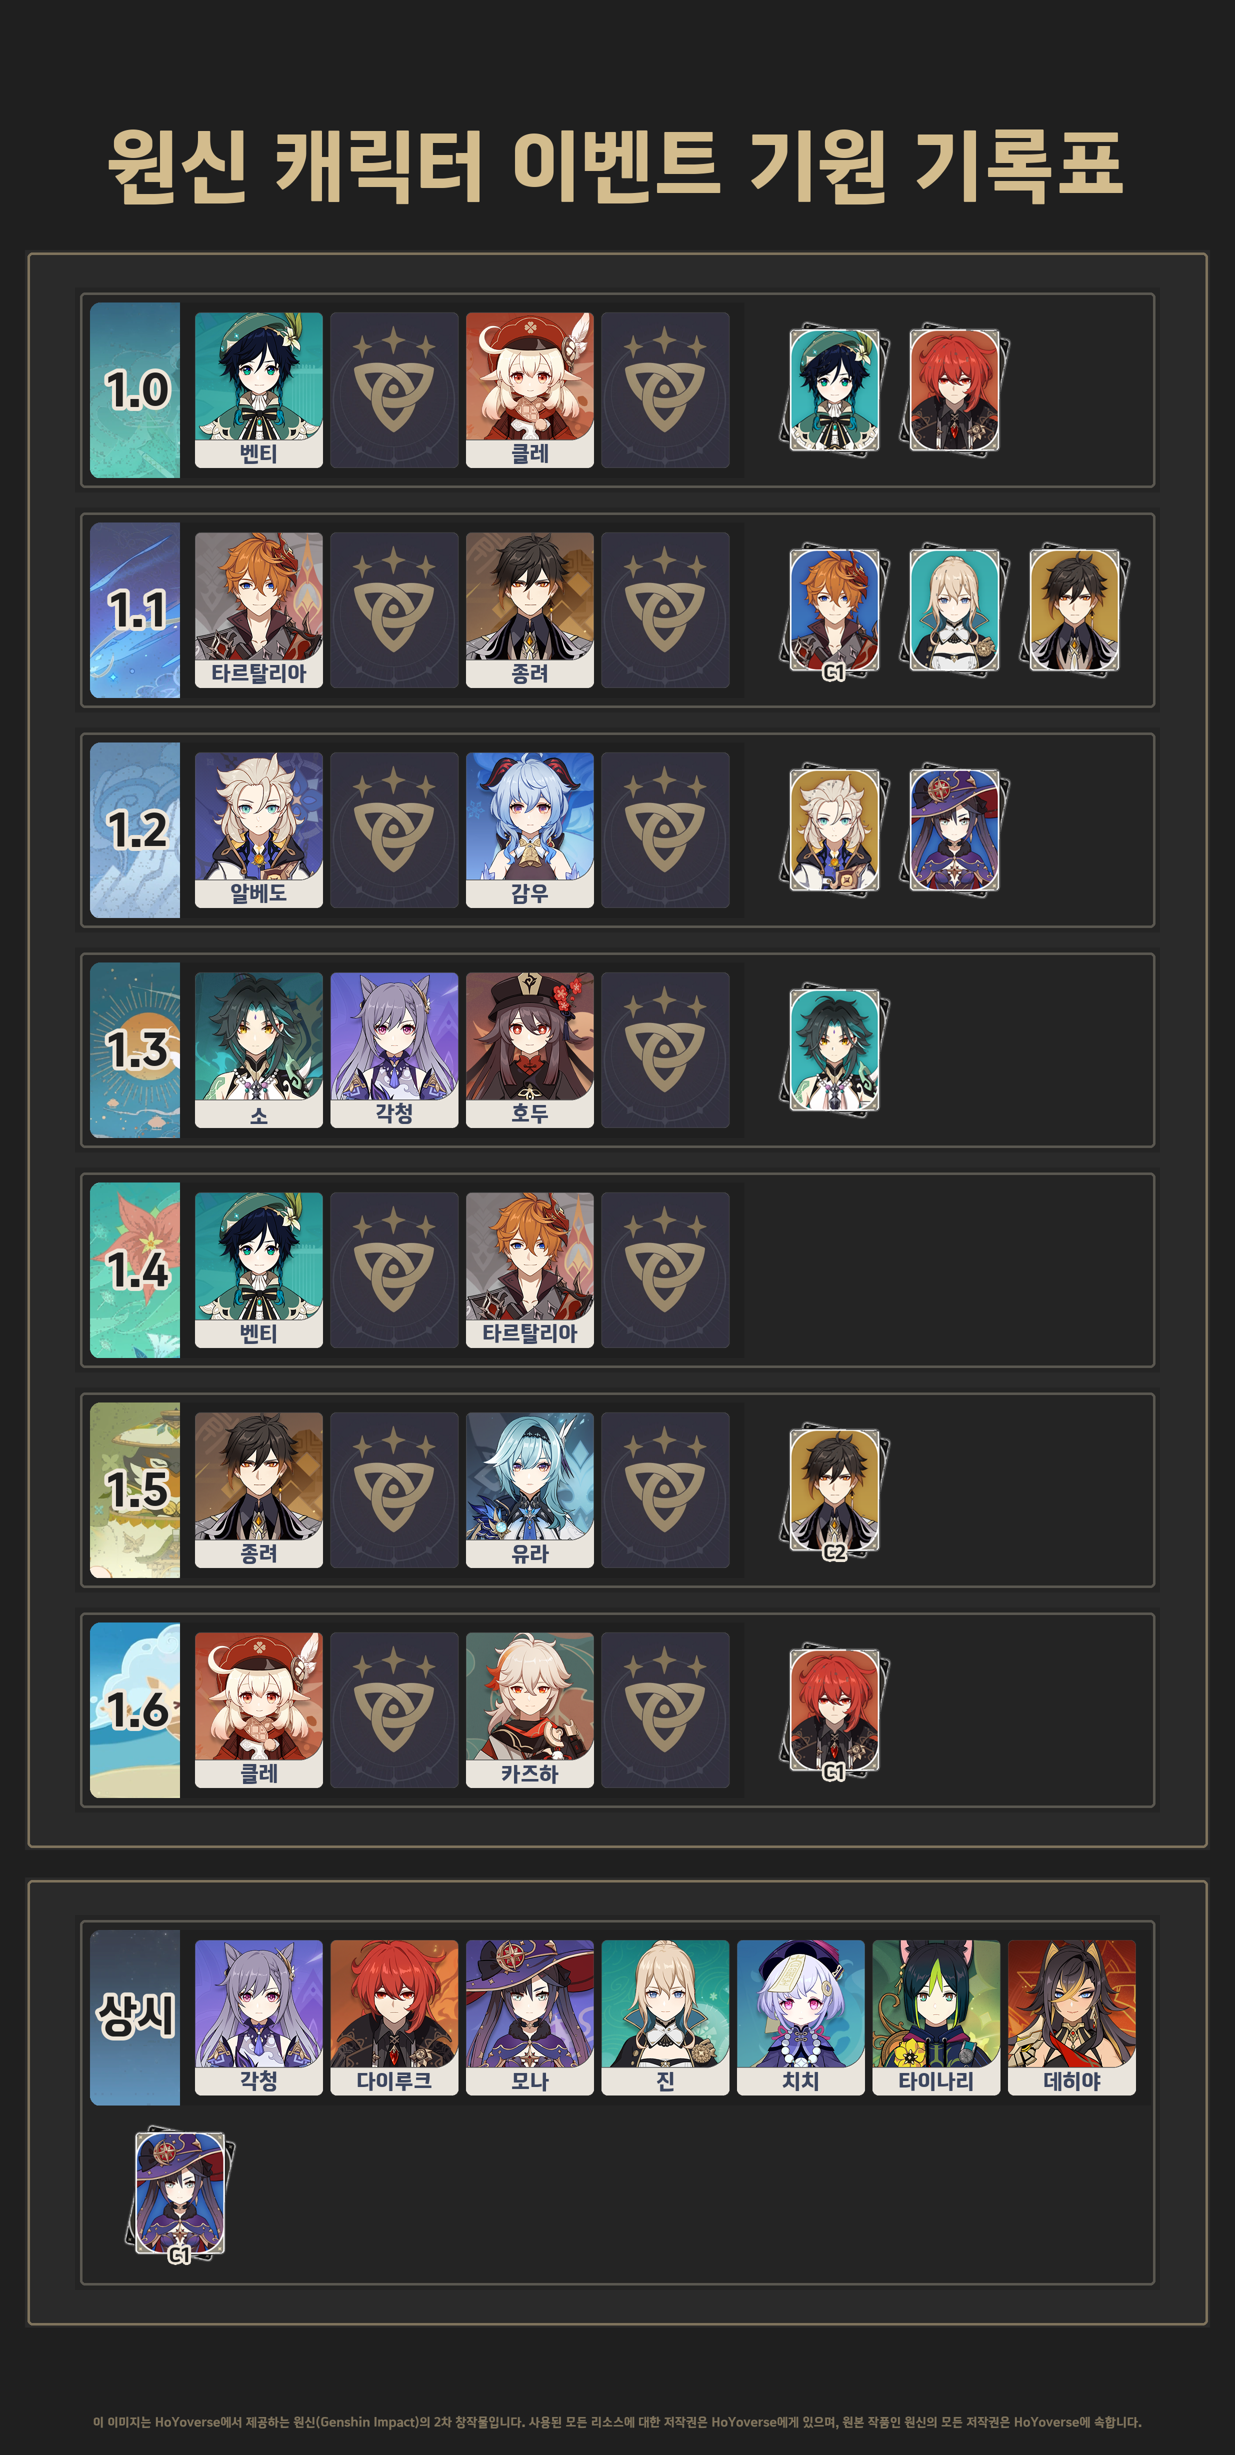 원신 캐릭터 이벤트 기원 기록표
1.0
벤티
클레
1.1
타르탈리아
종려
C1
1.2
알베도
감우
1.3
소
각청
호두
1.4
벤티
타르탈리아
1.5
종려
유라
C2
1.6
클레
카즈하
C1
상시
각청
다이루크
모나
진
치치
타이나리
데히야
C1
이 이미지는 HoYoverse에서 제공하는 원신(Genshin Impact)의 2차 창작물입니다. 사용된 모든 리소스에 대한 저작권은 HoYoverse에게 있으며, 원본 작품인 원신의 모든 저작권은 HoYoverse에 속합니다.